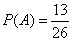 P(A) = 13/26